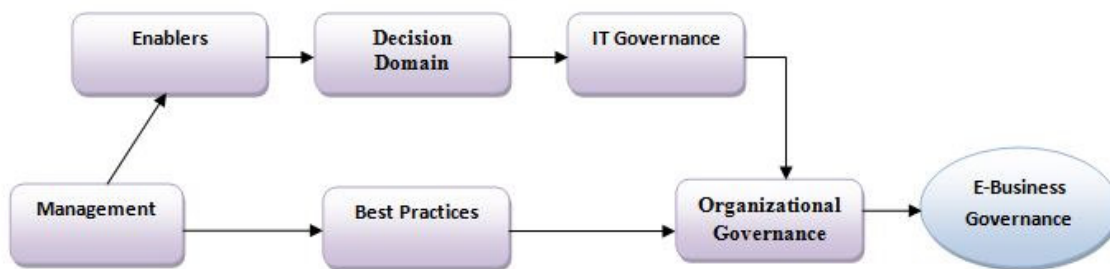 Enablers
Decision
Domain
IT Governance
Management
Best Practices
Organizational
Governance
E-Business
Governance